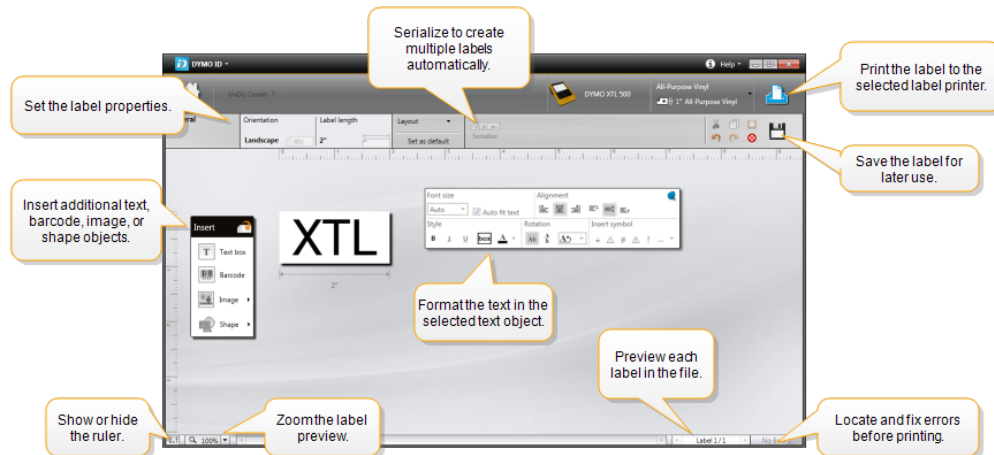 Serialize to create
multiple labels
automatically.
DYMO ID
Help
Print the label to the
selected label printer.
Set the label properties.
UnDo Count: 7
DYMO XTL 500
All-Purpose Vinyl
1" All-Purpose Vinyl
Orientation
Label length
Layout
Landscape
abc
2"
Set as default
Serialize
Save the label for
later use.
Insert additional text,
barcode, image, or
shape objects.
Insert
Text box
Barcode
Image
Shape
XTL
2"
Font size
Alignment
Auto
Auto fit text
Style
Rotation
Insert symbol
B i U box A
Format the text in the
selected text object.
Preview each
label in the file.
Show or hide
the ruler.
Zoom the label
preview.
Locate and fix errors
before printing.
100%
Label 1/1
No Errors